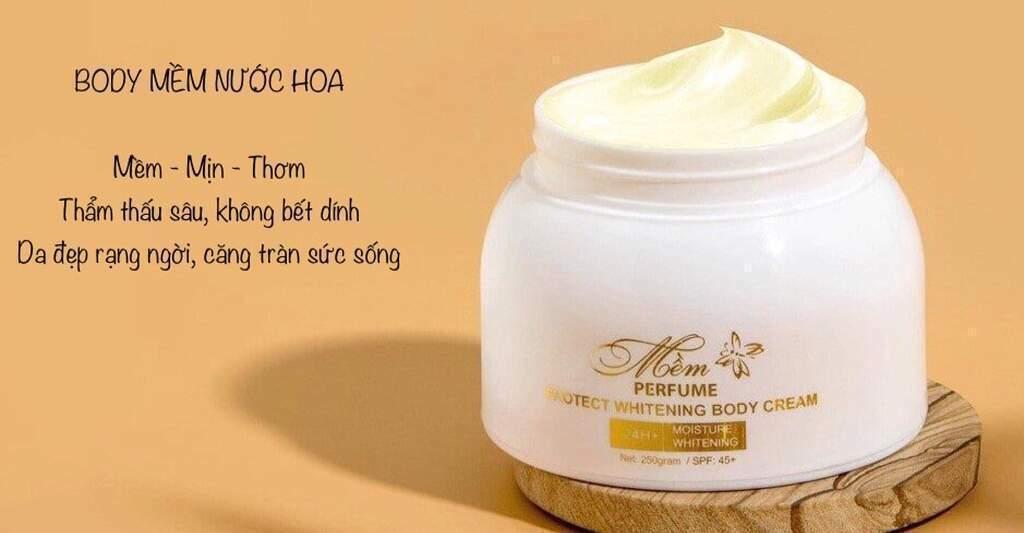 BODY MỀM NƯỚC HOA
Mềm - Mịn - Thơm
Thẩm thấu sâu, không bết dính
Da đẹp rạng ngời, căng tràn sức sống
Mềm
PERFUME
PROTECT WHITENING BODY CREAM
24H+ MOISTURE
WHITENING
Net: 250gram / SPF: 45+